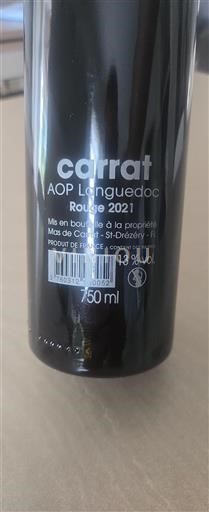 carrat
AOP Languedoc
Rouge 2021
Mis en bouteille à la propriété
Mas de Carrat - St-Drézéry -
PRODUIT DE FRANCE -
13 % vol.
750 ml